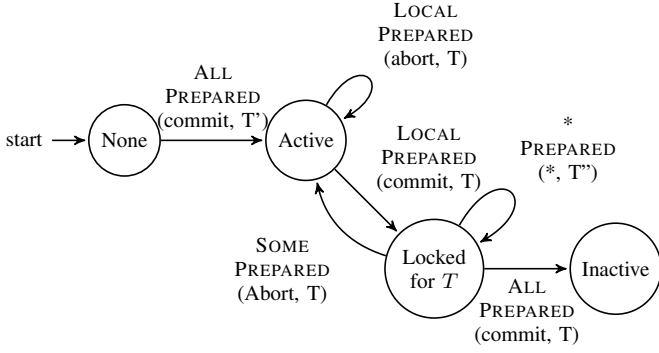 LOCAL
PREPARED
(abort, T)
ALL
PREPARED
(commit, T’)
start
None
Active
LOCAL
PREPARED
(commit, T)
*
PREPARED
(*, T”)
SOME
PREPARED
(Abort, T)
Locked
for T
Inactive
ALL
PREPARED
(commit, T)